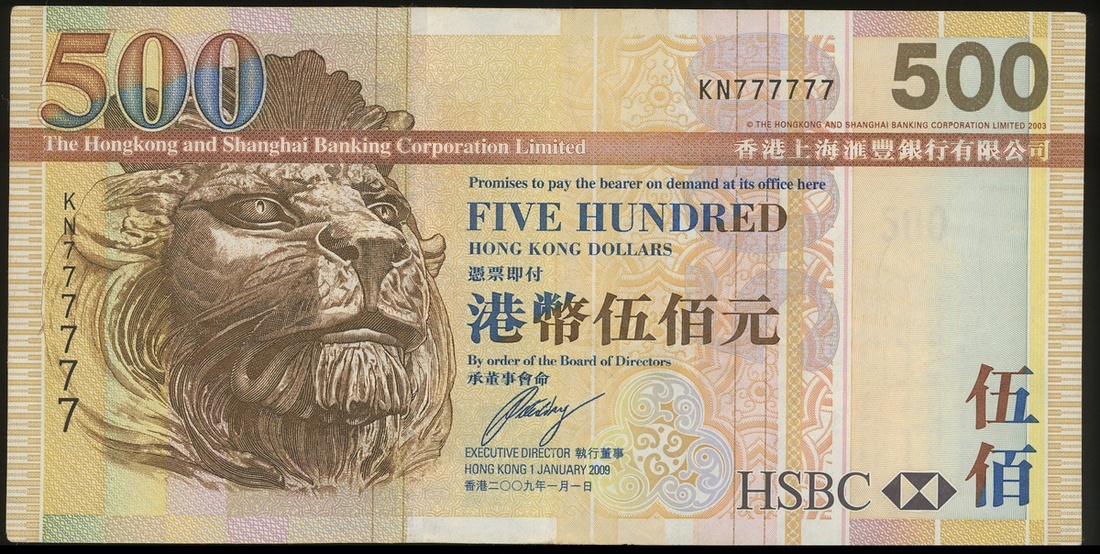 500
KN777777
500
© THE HONGKONG AND SHANGHAI BANKING CORPORATION LIMITED 2003
The Hongkong and Shanghai Banking Corporation Limited
香港上海滙豐銀行有限公司
KN777777
Promises to pay the bearer on demand at its office here
FIVE HUNDRED
HONG KONG DOLLARS
憑票即付
港幣伍佰元
By order of the Board of Directors
承董事會命
EXECUTIVE DIRECTOR 執行董事
HONG KONG 1 JANUARY 2009
香港二〇〇九年一月一日
HSBC
伍佰